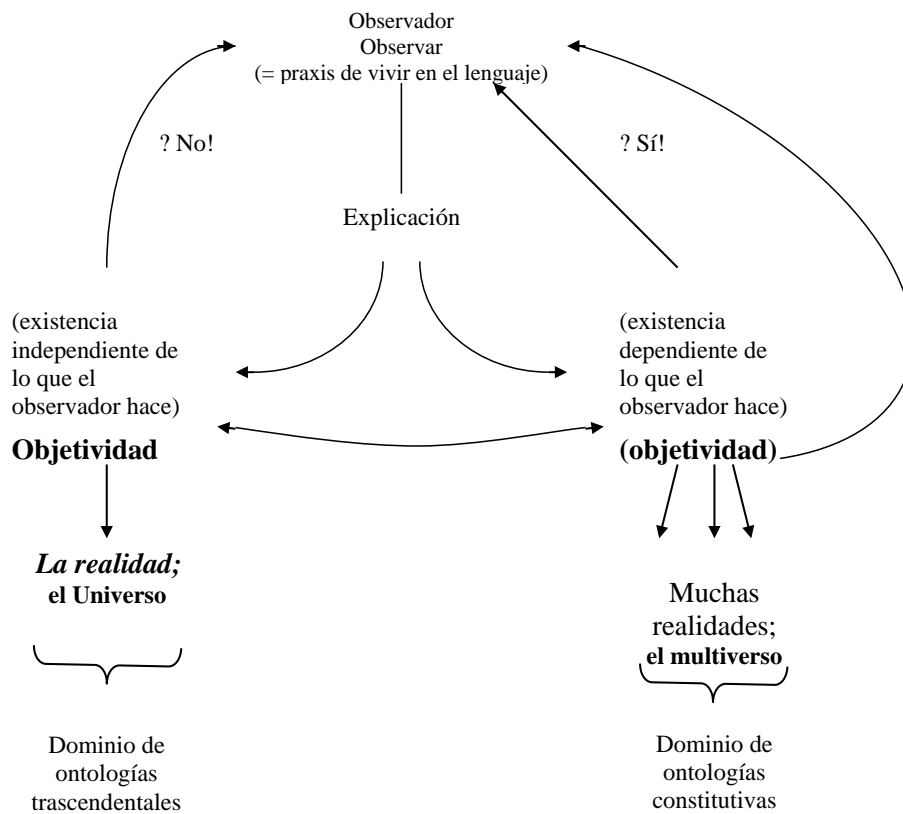 Observador
Observar
(= praxis de vivir en el lenguaje)
? No!
? Sí!
Explicación
(existencia
independiente de
lo que el
observador hace)
Objetividad
(existencia
dependiente de
lo que el
observador hace)
(objetividad)
La realidad;
el Universo
Muchas
realidades;
el multiverso
Dominio de
ontologías
trascendentales
Dominio de
ontologías
constitutivas